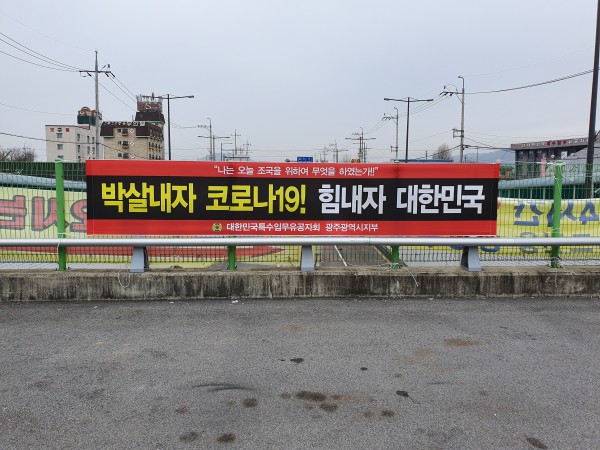 "나는 오늘 조국을 위하여 무엇을 하였는가!!"
박살내자 코로나19! 힘내자 대한민국
대한민국특수임무유공자회 광주광역시지부